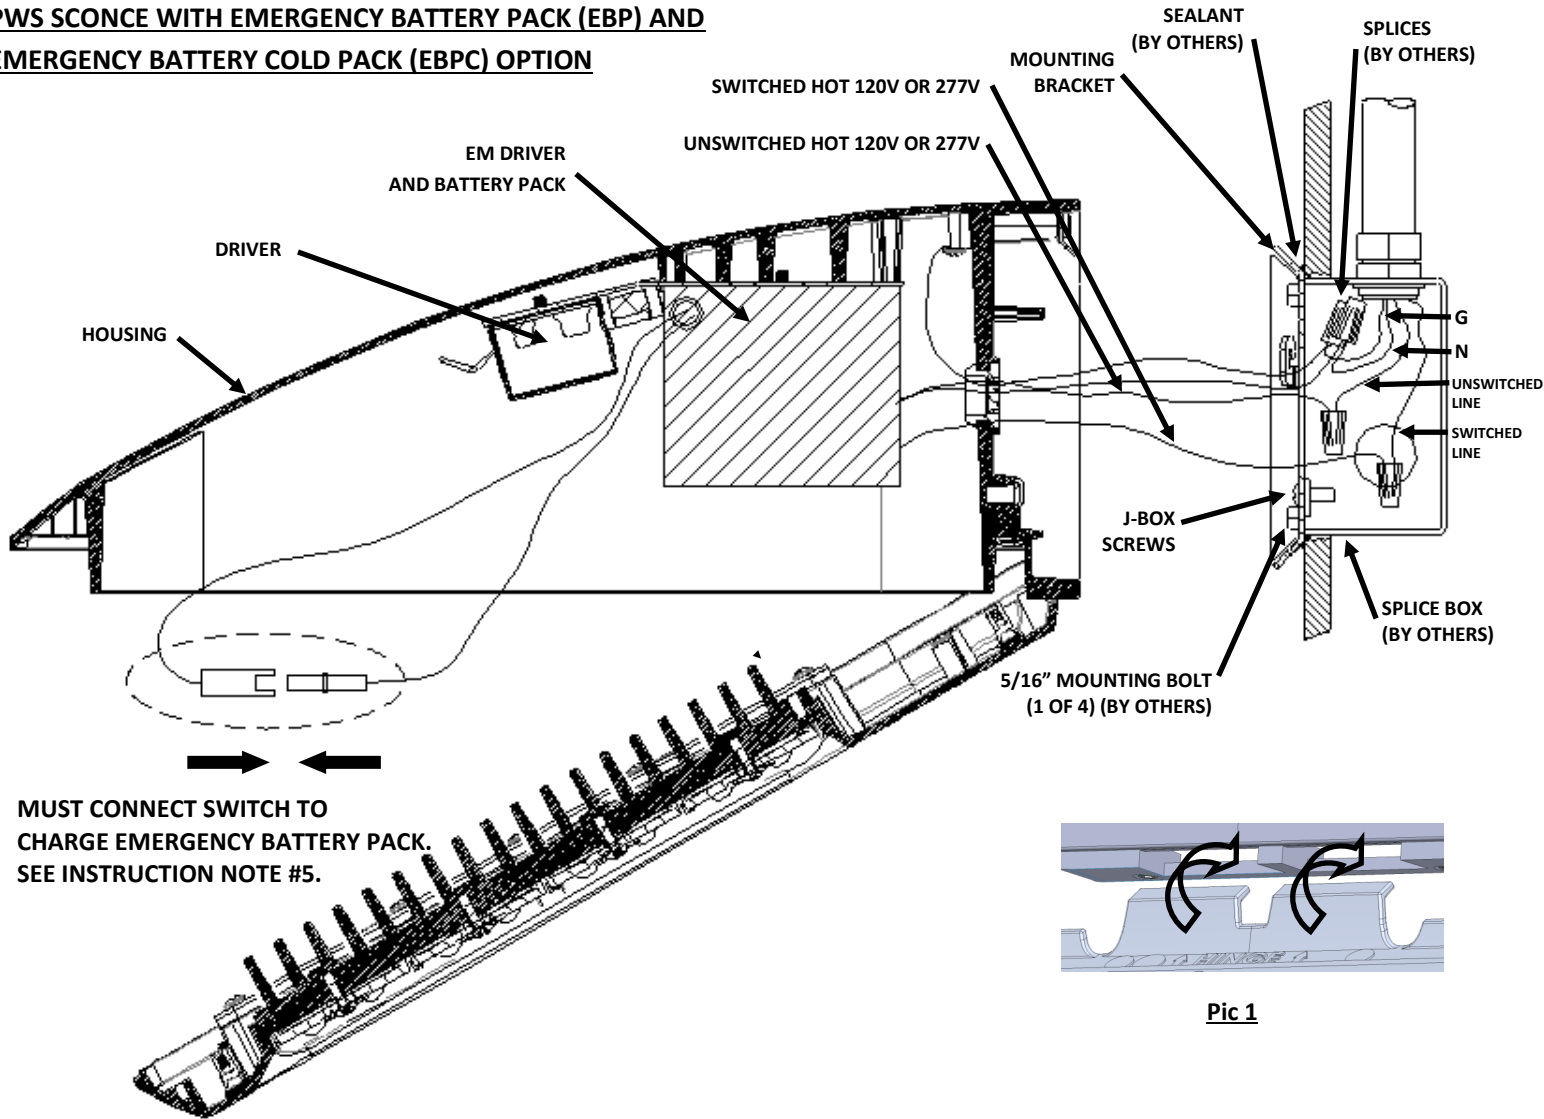 PWS SCONCE WITH EMERGENCY BATTERY PACK (EBP) AND
EMERGENCY BATTERY COLD PACK (EBPC) OPTION
SEALANT
(BY OTHERS)
SPLICES
(BY OTHERS)
MOUNTING
BRACKET
SWITCHED HOT 120V OR 277V
UNSWITCHED HOT 120V OR 277V
EM DRIVER
AND BATTERY PACK
DRIVER
HOUSING
G
N
UNSWITCHED
LINE
SWITCHED
LINE
J-BOX
SCREWS
SPLICE BOX
(BY OTHERS)
5/16” MOUNTING BOLT
(1 OF 4) (BY OTHERS)
MUST CONNECT SWITCH TO
CHARGE EMERGENCY BATTERY PACK.
SEE INSTRUCTION NOTE #5.
HINGE
Pic 1